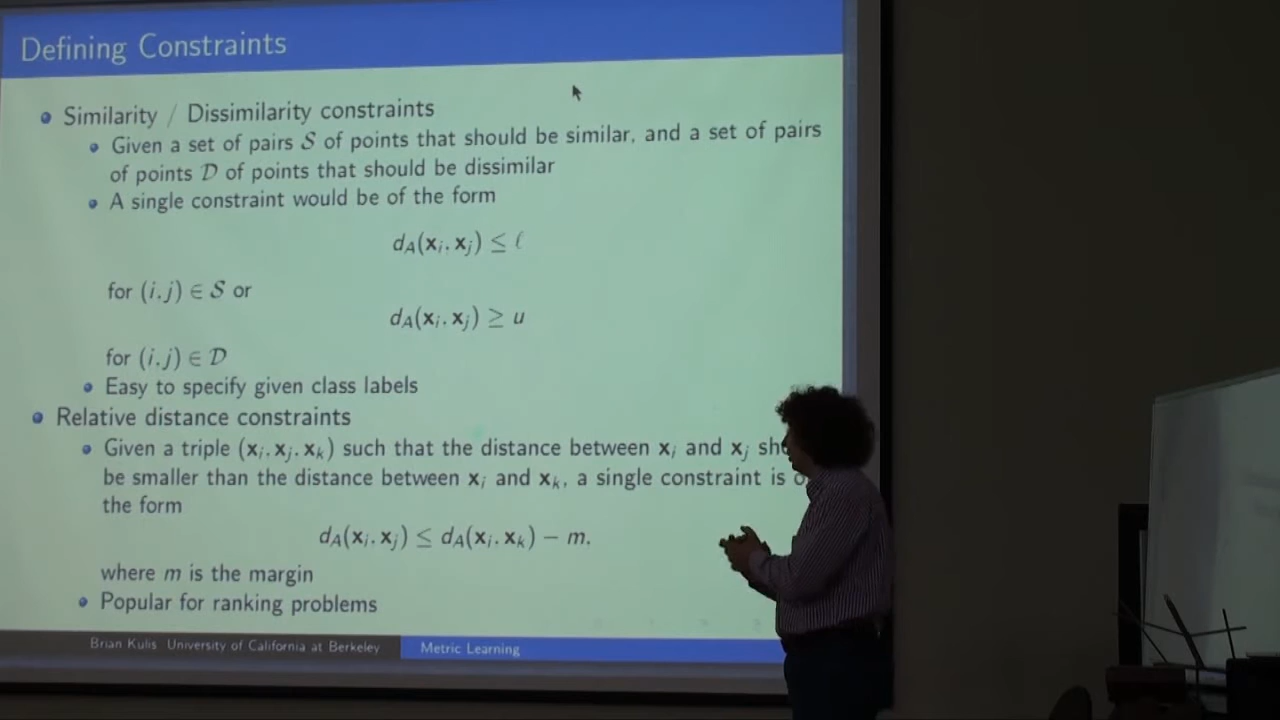 Defining Constraints
Similarity / Dissimilarity constraints
Given a set of pairs S of points that should be similar, and a set of pairs
of points D of points that should be dissimilar
A single constraint would be of the form
d_A(x_i, x_j) ≤ ℓ
for (i, j) ∈ S or
d_A(x_i, x_j) ≥ u
for (i, j) ∈ D
Easy to specify given class labels
Relative distance constraints
Given a triple (x_i, x_j, x_k) such that the distance between x_i and x_j
be smaller than the distance between x_i and x_k, a single constraint is
the form
d_A(x_i, x_j) ≤ d_A(x_i, x_k) − m,
where m is the margin
Popular for ranking problems
Brian Kulis University of California at Berkeley
Metric Learning